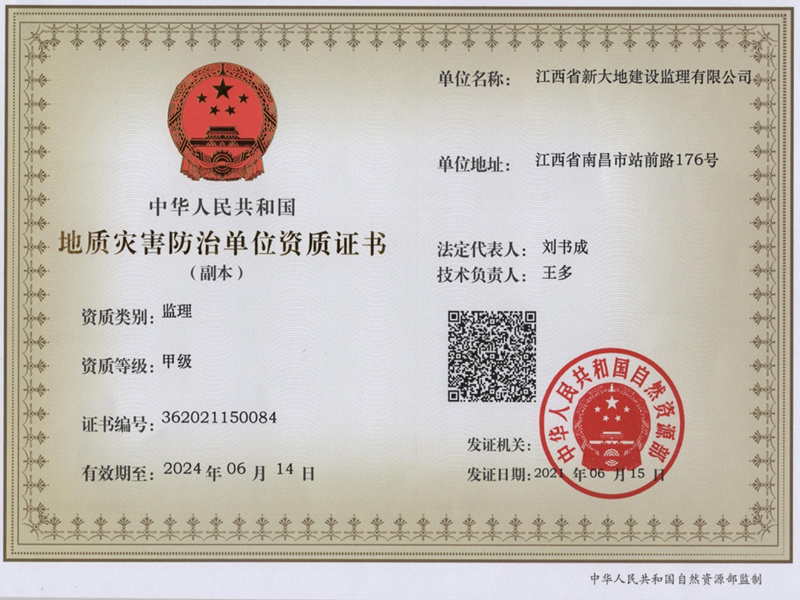 中华人民共和国
地质灾害防治单位资质证书
（副本）
资质类别：监理
资质等级：甲级
证书编号：362021150084
有效期至：2024 年 06 月 14 日
单位名称： 江西省新大地建设监理有限公司
单位地址： 江西省南昌市站前路176号
法定代表人： 刘书成
技术负责人： 王多
中华人民共和国自然资源部
发证机关：
发证日期：2021 年 06 月 15 日
中华人民共和国自然资源部监制